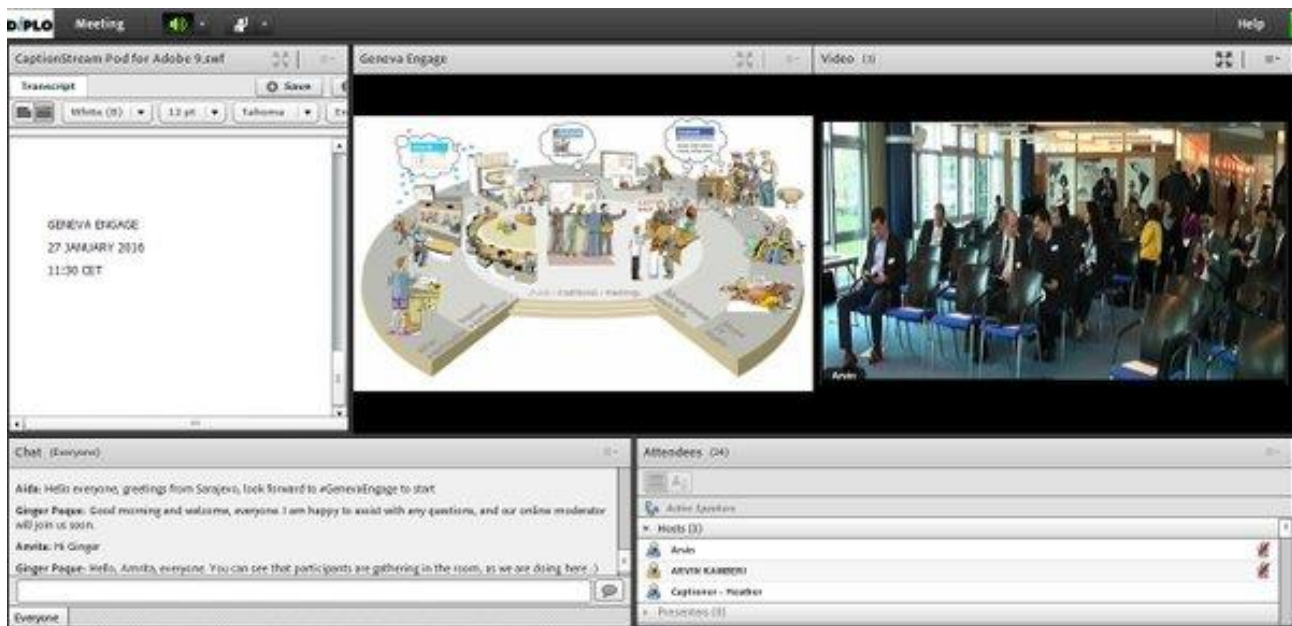 DiPLO Meeting Help
CaptionStream Pod for Adobe 9.swf
Transcript Save
White (B) 12 pt Tahoma
GENEVA ENGAGE
27 JANUARY 2016
11:30 CET
Geneva Engage
Video (1)
Arvin
Chat (Everyone)
Aida: Hello everyone, greetings from Sarajevo, look forward to #GenevaEngage to start
Ginger Paque: Good morning and welcome, everyone. I am happy to assist with any questions, and our online moderator
will join us soon.
Amrita: Hi Ginger
Ginger Paque: Hello, Amrita, everyone. You can see that participants are gathering in the room, as we are doing here :)
Everyone
Attendees (24)
Active Speakers
Hosts (3)
Arvin
ARVIN KAMBERI
Captioner - Heather
Presenters (0)